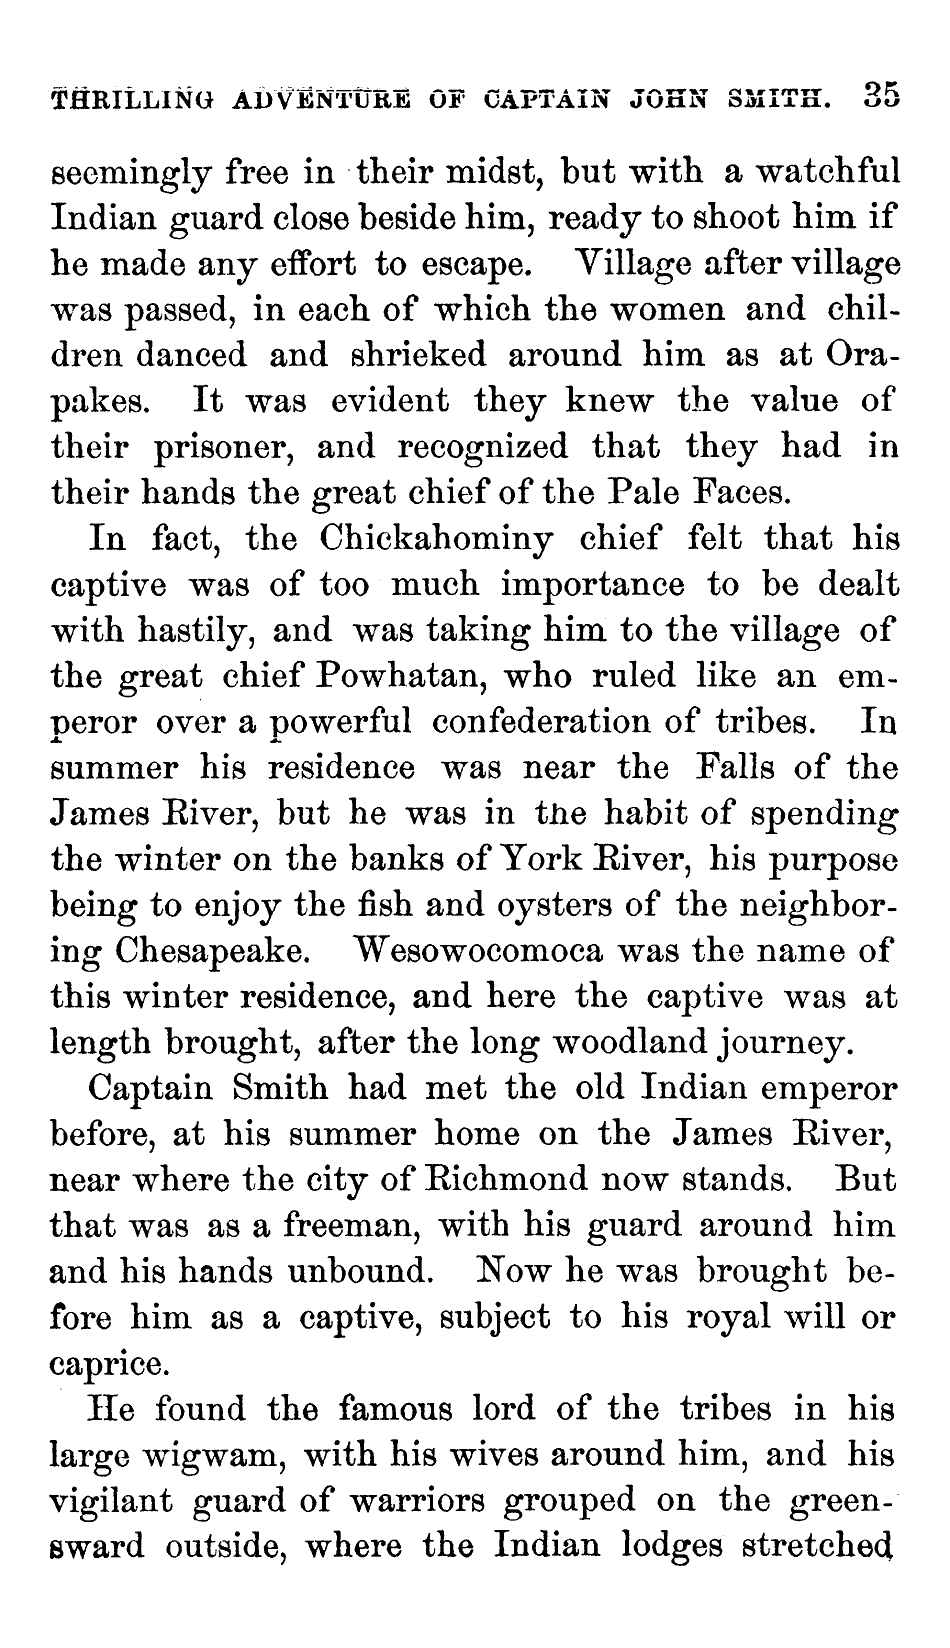 THRILLING ADVENTURE OF CAPTAIN JOHN SMITH. 35
seemingly free in their midst, but with a watchful
Indian guard close beside him, ready to shoot him if
he made any effort to escape. Village after village
was passed, in each of which the women and chil-
dren danced and shrieked around him as at Ora-
pakes. It was evident they knew the value of
their prisoner, and recognized that they had in
their hands the great chief of the Pale Faces.
In fact, the Chickahominy chief felt that his
captive was of too much importance to be dealt
with hastily, and was taking him to the village of
the great chief Powhatan, who ruled like an em-
peror over a powerful confederation of tribes. In
summer his residence was near the Falls of the
James River, but he was in the habit of spending
the winter on the banks of York River, his purpose
being to enjoy the fish and oysters of the neighbor-
ing Chesapeake. Wesowocomoca was the name of
this winter residence, and here the captive was at
length brought, after the long woodland journey.
Captain Smith had met the old Indian emperor
before, at his summer home on the James River,
near where the city of Richmond now stands. But
that was as a freeman, with his guard around him
and his hands unbound. Now he was brought be-
fore him as a captive, subject to his royal will or
caprice.
He found the famous lord of the tribes in his
large wigwam, with his wives around him, and his
vigilant guard of warriors grouped on the green-
sward outside, where the Indian lodges stretched